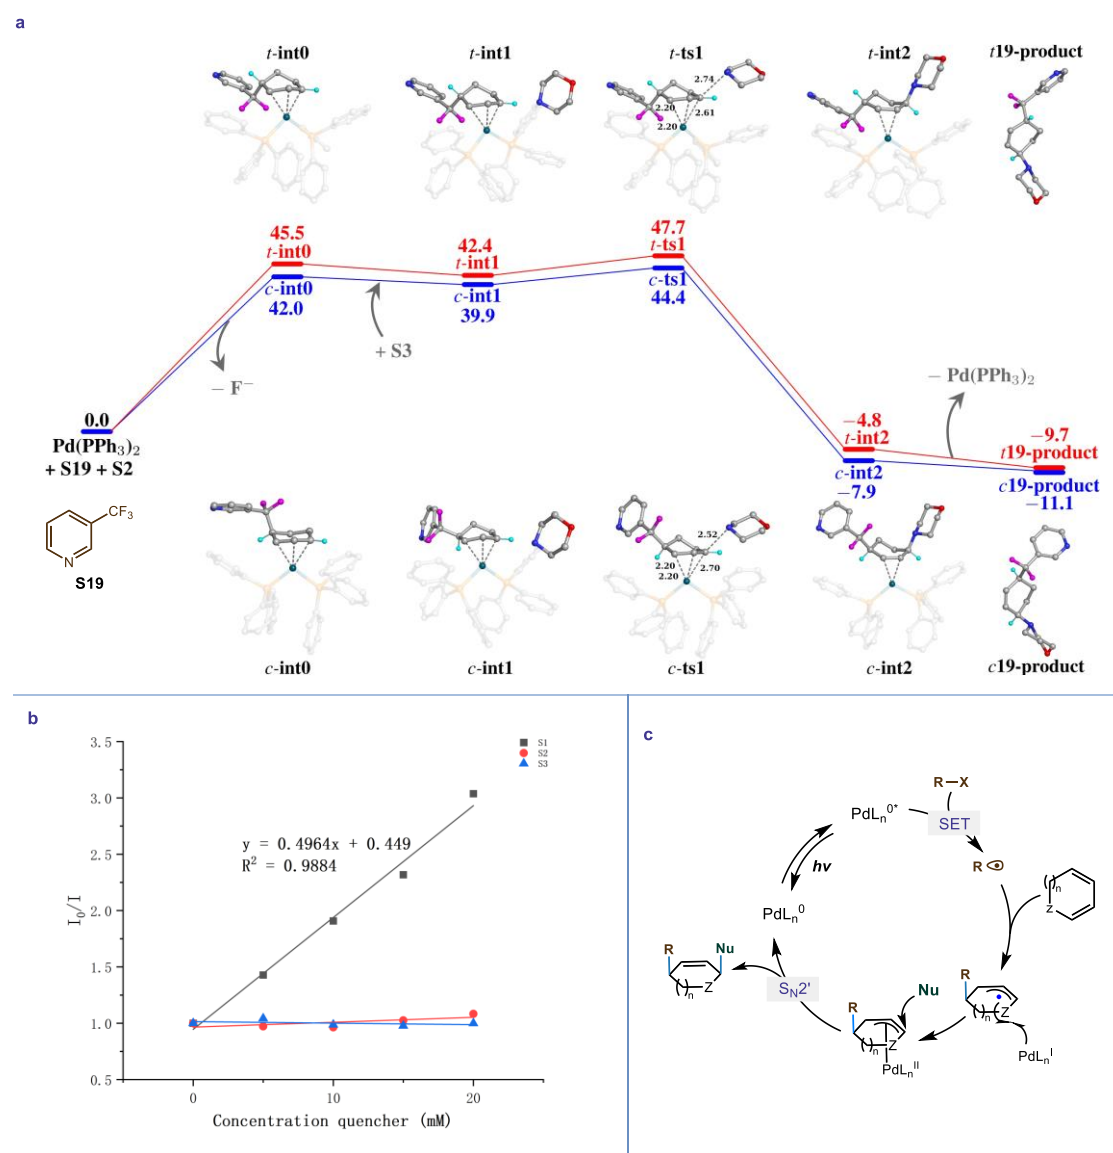 a
t-int0
t-int1
t-ts1
t-int2
t19-product
2.74
2.20
2.61
2.20
45.5
t-int0
42.4
t-int1
47.7
t-ts1
c-int0
42.0
c-int1
39.9
c-ts1
44.4
+ S3
− F⁻
− Pd(PPh₃)₂
0.0
Pd(PPh₃)₂
+ S19 + S2
−4.8
t-int2
−9.7
t19-product
c-int2
−7.9
c19-product
−11.1
CF₃
N
S19
2.52
2.20
2.70
2.20
c-int0
c-int1
c-ts1
c-int2
c19-product
b
3.5
3.0
2.5
2.0
1.5
1.0
0.5
I₀/I
S1
S2
S3
y = 0.4964x + 0.449
R² = 0.9884
0
10
20
Concentration quencher (mM)
c
R—X
PdLₙ⁰*
SET
R
hν
( )n
Z
PdLₙ⁰
R
Nu
( )n
Z
SN2'
R
( )n
Z
PdLₙᴵᴵ
Nu
R
( )n
Z
PdLₙᴵ